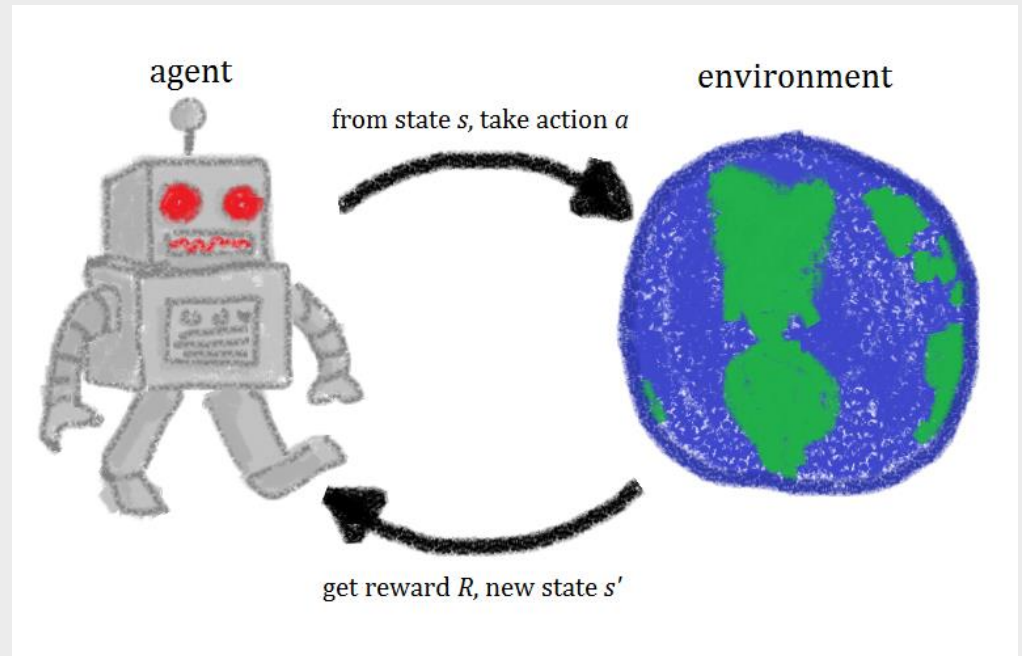 agent
environment
from state s, take action a
get reward R, new state s'